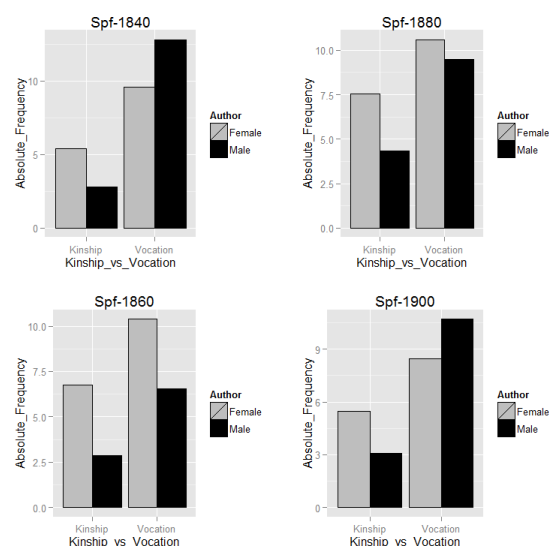 Spf-1840
10
5
0
Absolute_Frequency
Kinship Vocation
Kinship_vs_Vocation
Author
Female
Male
Spf-1880
10.0
7.5
5.0
2.5
0.0
Absolute_Frequency
Kinship Vocation
Kinship_vs_Vocation
Author
Female
Male
Spf-1860
10.0
7.5
5.0
2.5
0.0
Absolute_Frequency
Kinship Vocation
Kinship_vs_Vocation
Author
Female
Male
Spf-1900
9
6
3
0
Absolute_Frequency
Kinship Vocation
Kinship_vs_Vocation
Author
Female
Male